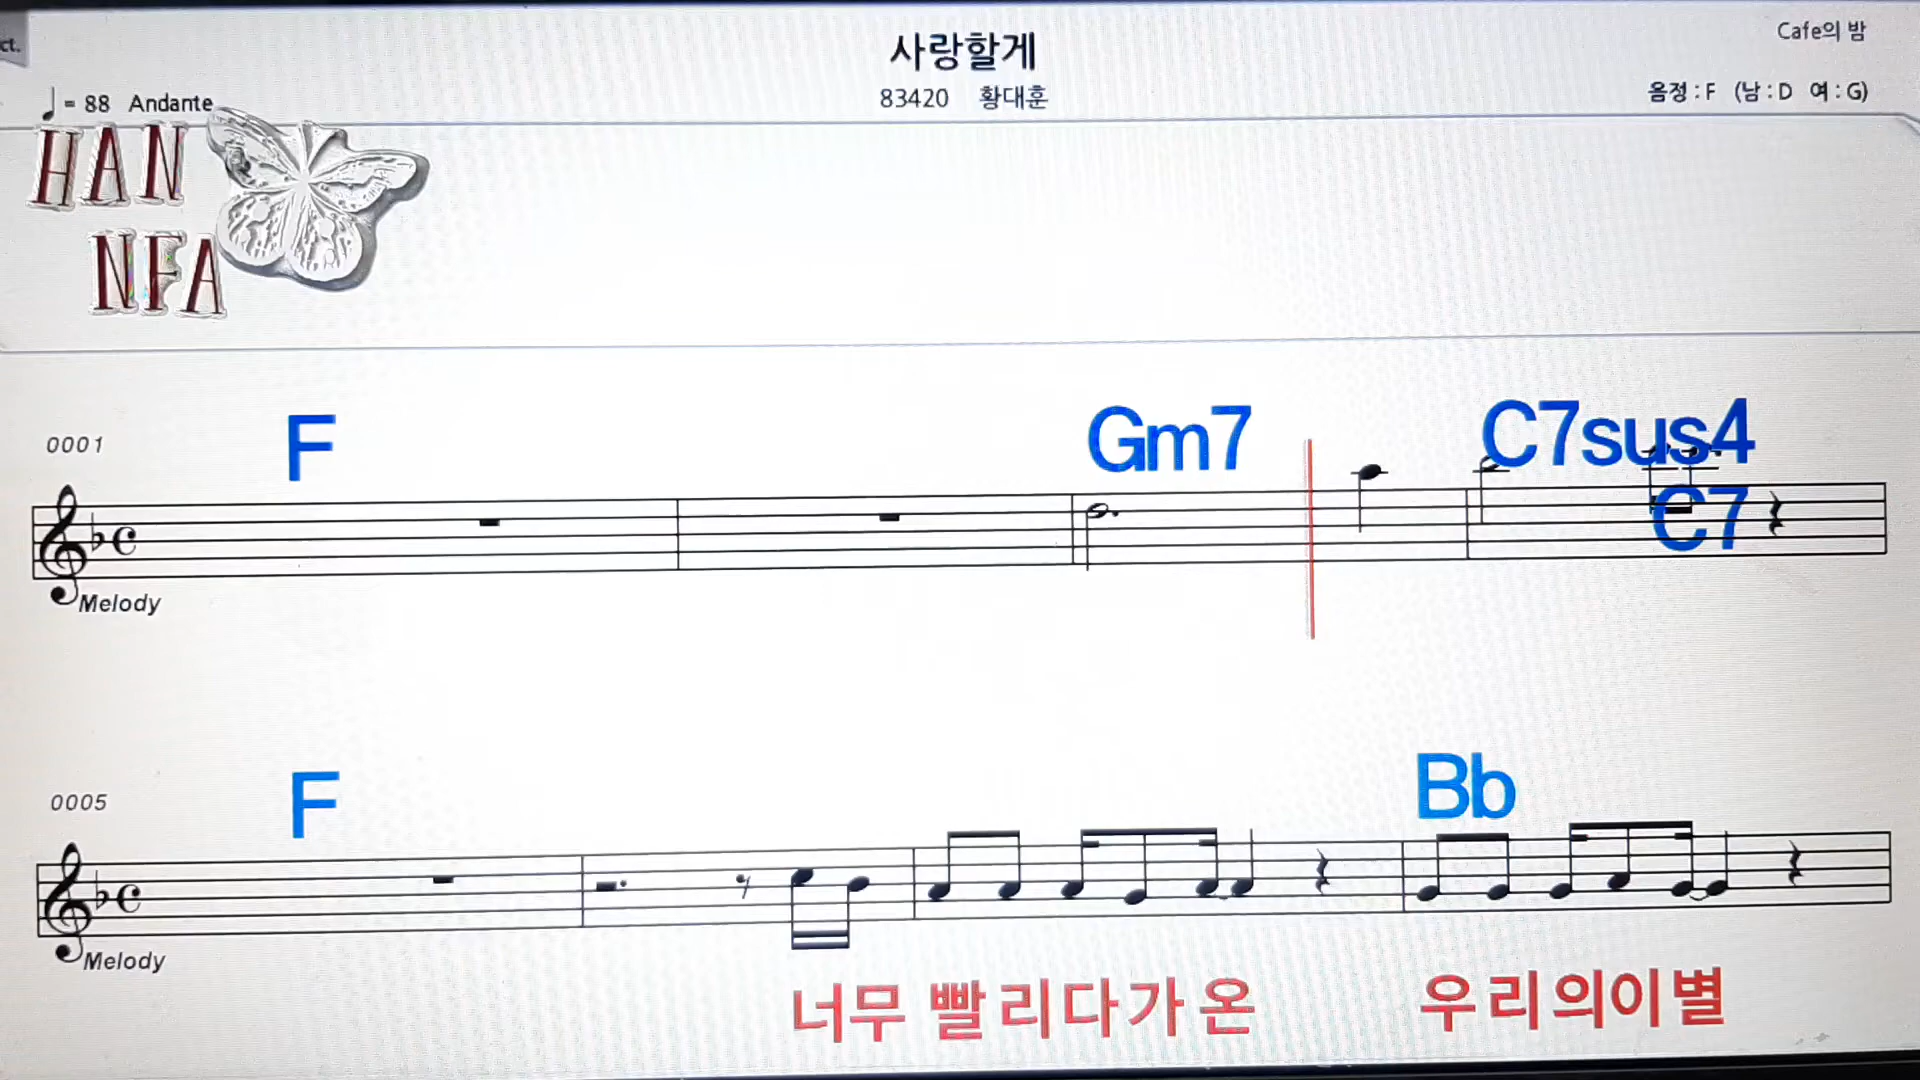 ct.
사랑할게
Cafe의 밤
♩= 88 Andante
83420 황대훈
음정 : F (남 : D 여 : G)
HAN
NFA
0001
F Gm7 C7sus4
C7
Melody
0005
F Bb
Melody
너무 빨리다가온 우리의이별